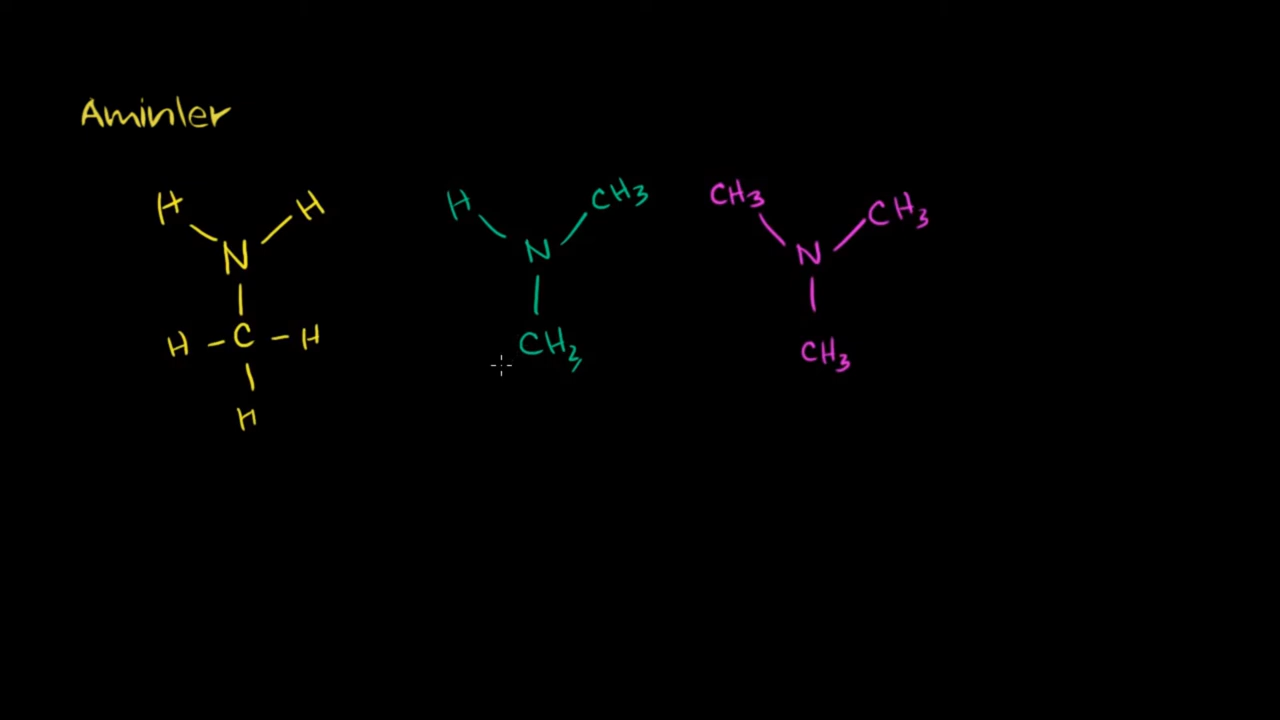 Aminler
H H H CH3 CH3 CH3
N N N
H - C - H CH3 CH3
H